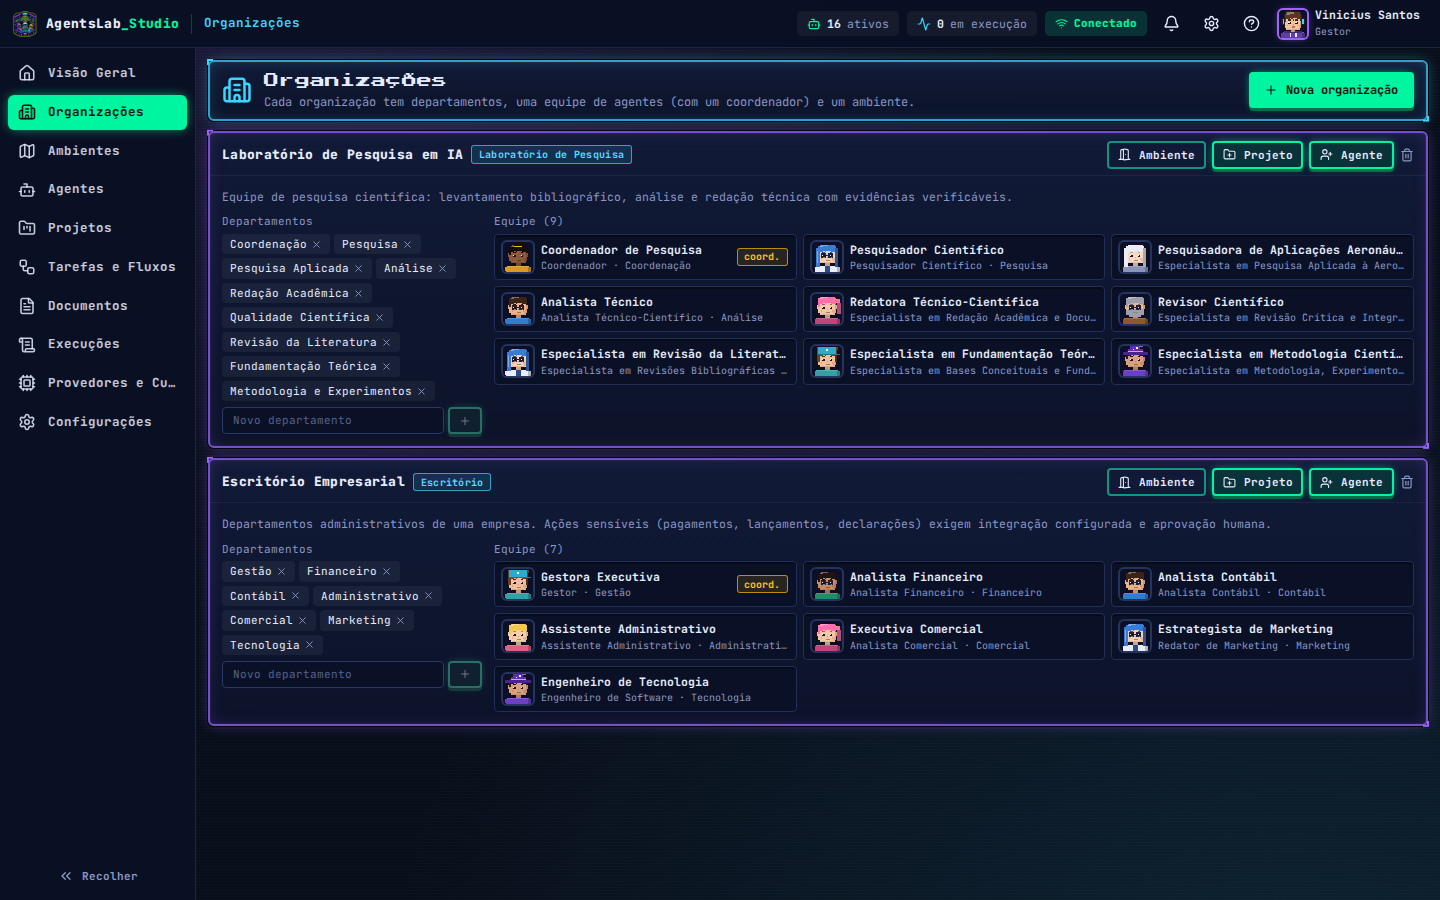 AgentsLab_Studio
Organizações
16 ativos
0 em execução
Conectado
Vinicius Santos
Gestor
Visão Geral
Organizações
Ambientes
Agentes
Projetos
Tarefas e Fluxos
Documentos
Execuções
Provedores e Cu…
Configurações
Recolher
Organizações
Cada organização tem departamentos, uma equipe de agentes (com um coordenador) e um ambiente.
Nova organização
Laboratório de Pesquisa em IA
Laboratório de Pesquisa
Ambiente
Projeto
Agente
Equipe de pesquisa científica: levantamento bibliográfico, análise e redação técnica com evidências verificáveis.
Departamentos
Coordenação
Pesquisa
Pesquisa Aplicada
Análise
Redação Acadêmica
Qualidade Científica
Revisão da Literatura
Fundamentação Teórica
Metodologia e Experimentos
Novo departamento
Equipe (9)
Coordenador de Pesquisa
Coordenador · Coordenação
coord.
Pesquisador Científico
Pesquisador Científico · Pesquisa
Pesquisadora de Aplicações Aeronáu…
Especialista em Pesquisa Aplicada à Aero…
Analista Técnico
Analista Técnico-Científico · Análise
Redatora Técnico-Científica
Especialista em Redação Acadêmica e Docu…
Revisor Científico
Especialista em Revisão Crítica e Integr…
Especialista em Revisão da Literat…
Especialista em Revisões Bibliográficas …
Especialista em Fundamentação Teór…
Especialista em Bases Conceituais e Fund…
Especialista em Metodologia Cientí…
Especialista em Metodologia, Experimento…
Escritório Empresarial
Escritório
Ambiente
Projeto
Agente
Departamentos administrativos de uma empresa. Ações sensíveis (pagamentos, lançamentos, declarações) exigem integração configurada e aprovação humana.
Departamentos
Gestão
Financeiro
Contábil
Administrativo
Comercial
Marketing
Tecnologia
Novo departamento
Equipe (7)
Gestora Executiva
Gestor · Gestão
coord.
Analista Financeiro
Analista Financeiro · Financeiro
Analista Contábil
Analista Contábil · Contábil
Assistente Administrativo
Assistente Administrativo · Administrati…
Executiva Comercial
Analista Comercial · Comercial
Estrategista de Marketing
Redator de Marketing · Marketing
Engenheiro de Tecnologia
Engenheiro de Software · Tecnologia